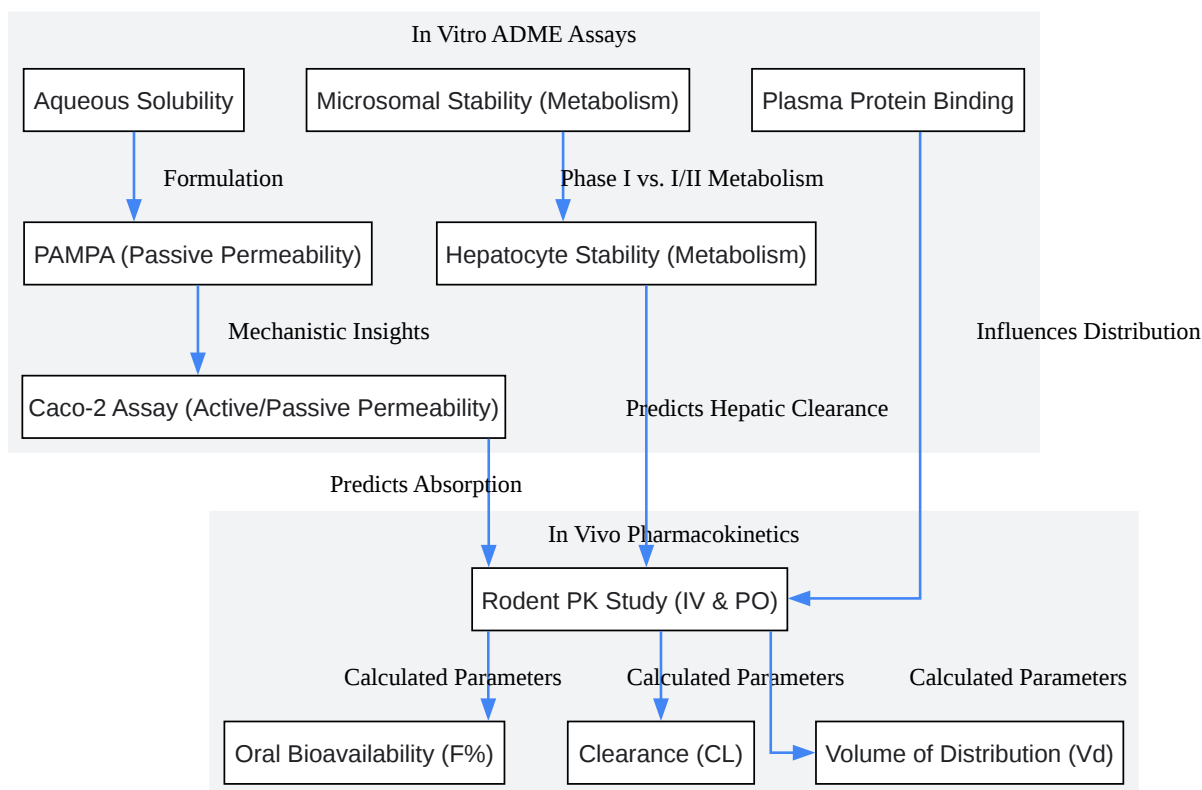 In Vitro ADME Assays
Aqueous Solubility
Microsomal Stability (Metabolism)
Plasma Protein Binding
Formulation
Phase I vs. I/II Metabolism
PAMPA (Passive Permeability)
Hepatocyte Stability (Metabolism)
Mechanistic Insights
Influences Distribution
Caco-2 Assay (Active/Passive Permeability)
Predicts Hepatic Clearance
Predicts Absorption
In Vivo Pharmacokinetics
Rodent PK Study (IV & PO)
Calculated Parameters
Calculated Parameters
Calculated Parameters
Oral Bioavailability (F%)
Clearance (CL)
Volume of Distribution (Vd)